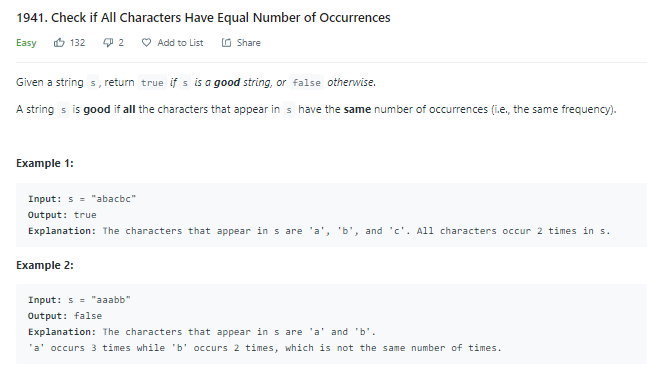 1941. Check if All Characters Have Equal Number of Occurrences
Easy 132 2 Add to List Share
Given a string s, return true if s is a good string, or false otherwise.
A string s is good if all the characters that appear in s have the same number of occurrences (i.e., the same frequency).
Example 1:
Input: s = "abacbc"
Output: true
Explanation: The characters that appear in s are 'a', 'b', and 'c'. All characters occur 2 times in s.
Example 2:
Input: s = "aaabb"
Output: false
Explanation: The characters that appear in s are 'a' and 'b'.
'a' occurs 3 times while 'b' occurs 2 times, which is not the same number of times.